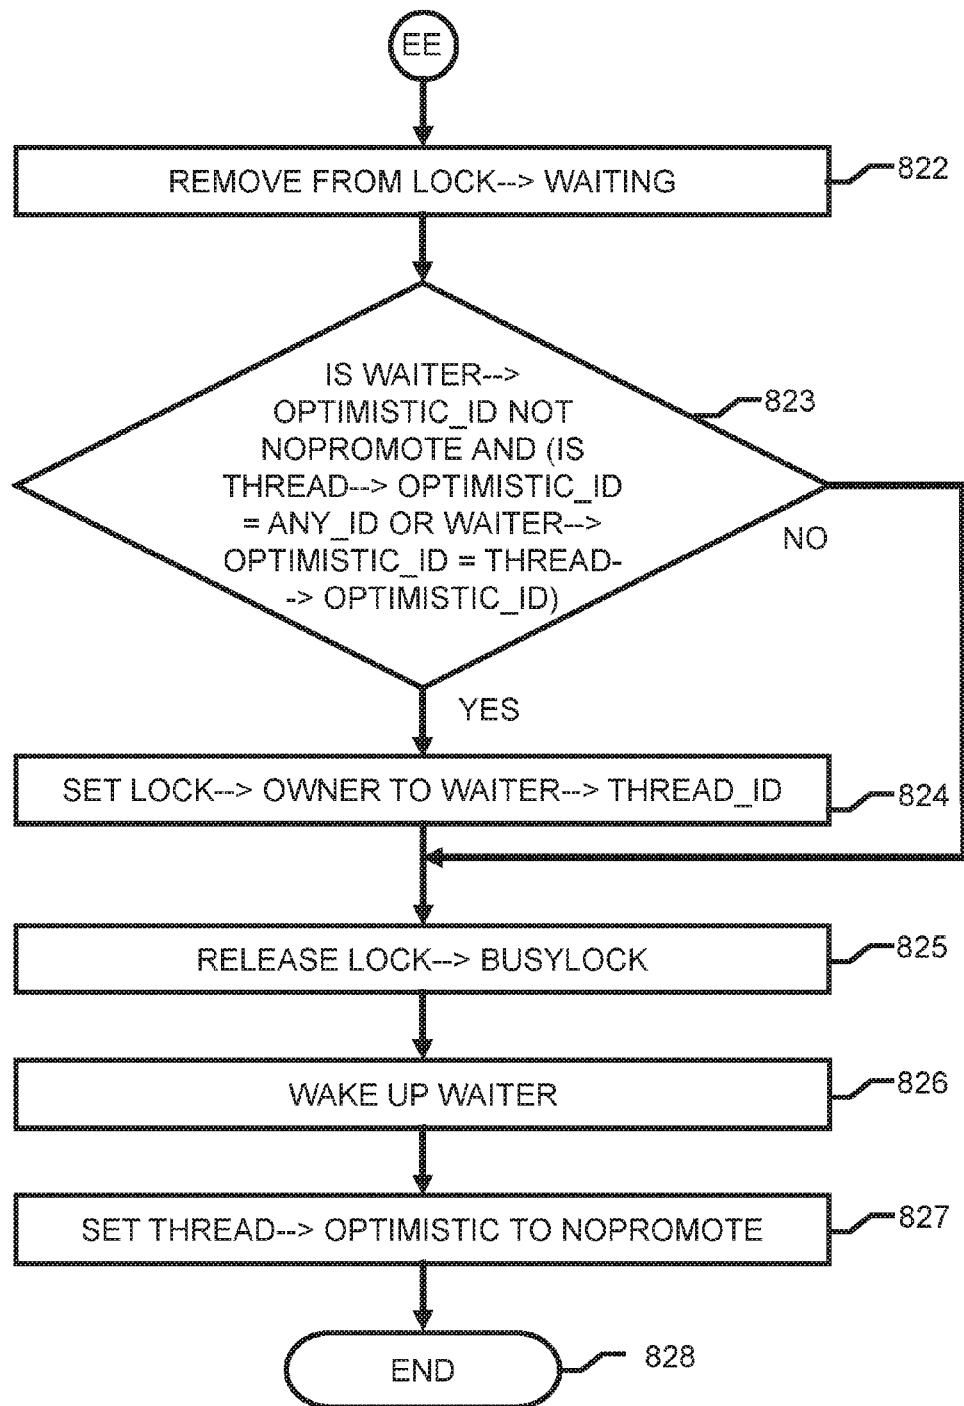 EE
REMOVE FROM LOCK--> WAITING
822
IS WAITER-->
OPTIMISTIC_ID NOT
NOPROMOTE AND (IS
THREAD--> OPTIMISTIC_ID
= ANY_ID OR WAITER-->
OPTIMISTIC_ID = THREAD-
-> OPTIMISTIC_ID)
823
NO
YES
SET LOCK--> OWNER TO WAITER--> THREAD_ID
824
RELEASE LOCK--> BUSYLOCK
825
WAKE UP WAITER
826
SET THREAD--> OPTIMISTIC TO NOPROMOTE
827
END
828